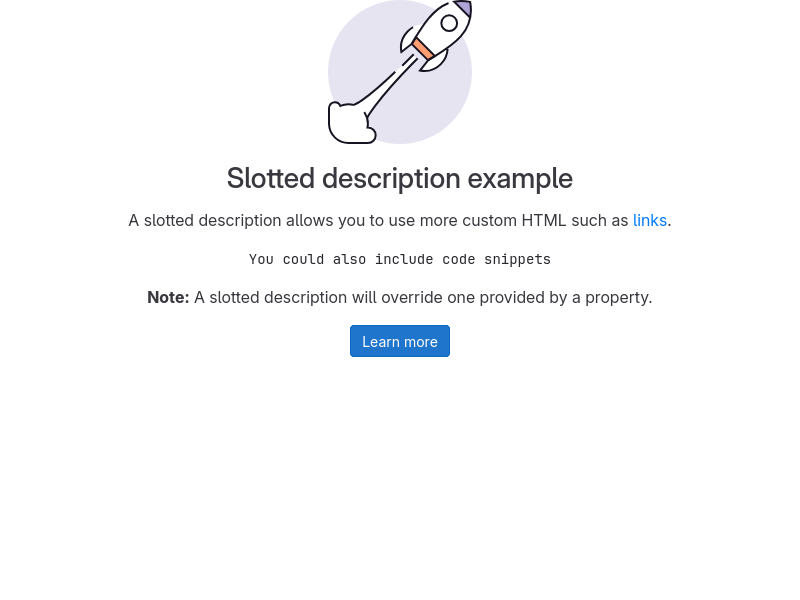 Slotted description example
A slotted description allows you to use more custom HTML such as links.
You could also include code snippets
Note: A slotted description will override one provided by a property.
Learn more